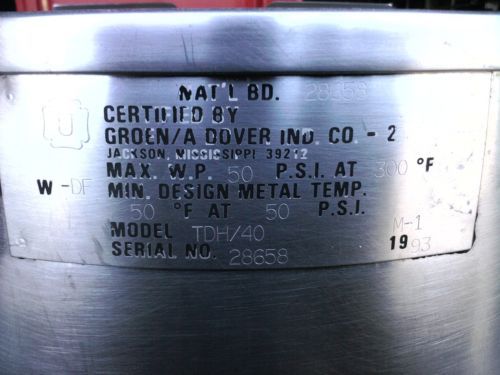 NAT'L BD. 28658
U
CERTIFIED BY
GROEN/A DOVER IND. CO - 2
JACKSON, MISSISSIPPI 39212
MAX. W.P. 50 P.S.I. AT 300 °F
W -DF
MIN. DESIGN METAL TEMP.
50 °F AT 50 P.S.I.
MODEL TDH/40 M-1
SERIAL NO. 28658 1993